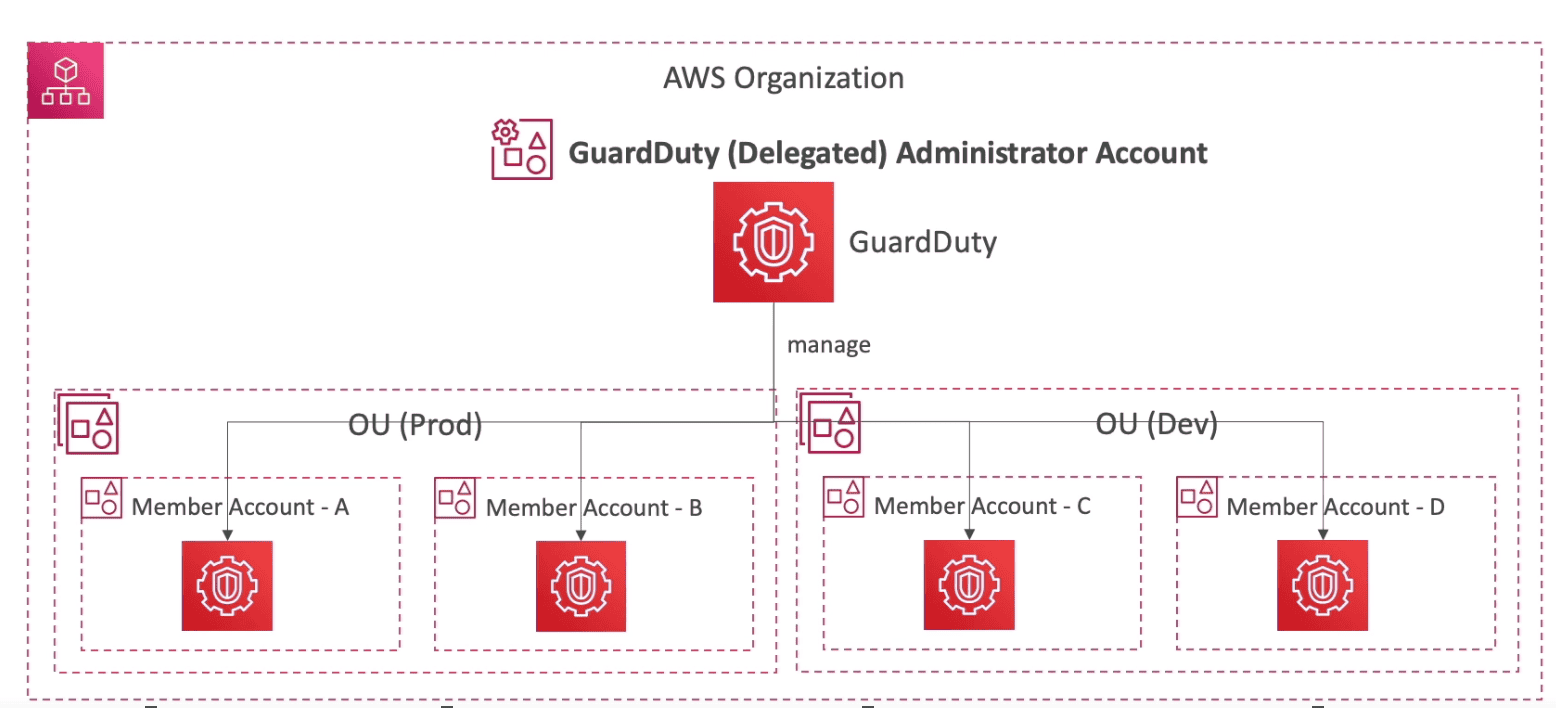 AWS Organization
GuardDuty (Delegated) Administrator Account
GuardDuty
manage
OU (Prod)
OU (Dev)
Member Account - A
Member Account - B
Member Account - C
Member Account - D